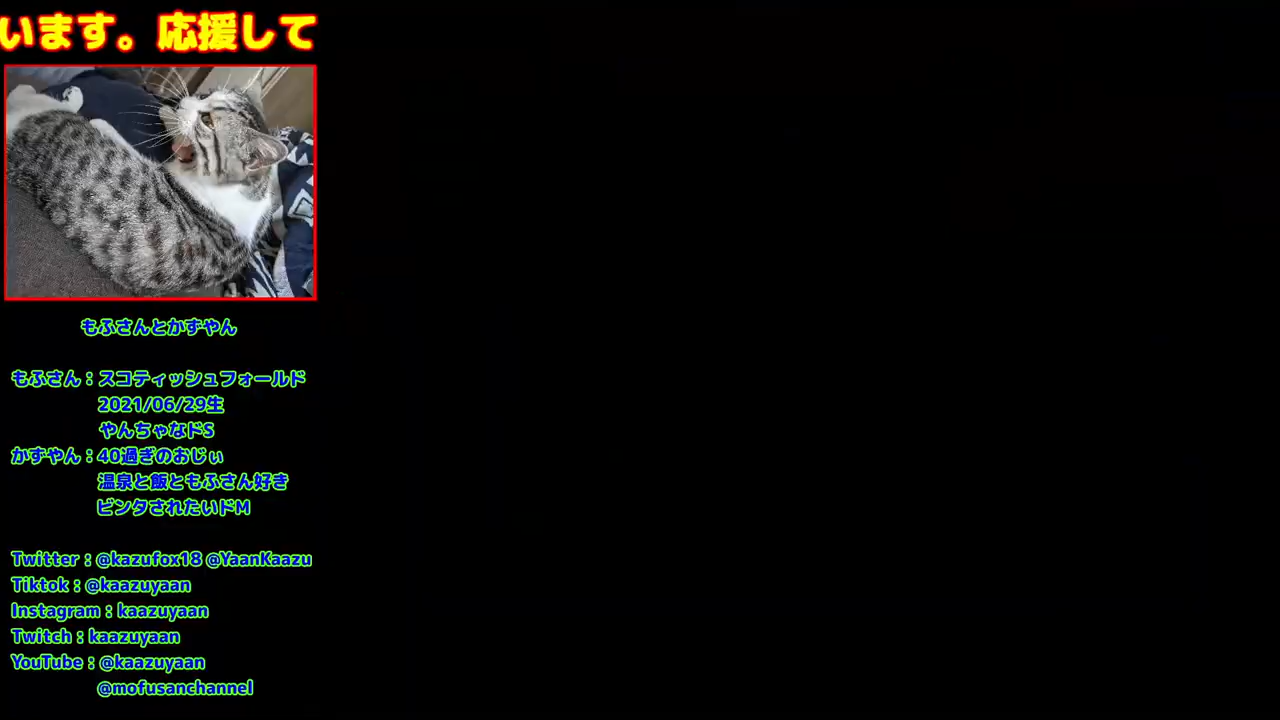 います。応援して
もふさんとかずやん
もふさん：スコティッシュフォールド
2021/06/29生
やんちゃなドS
かずやん：40過ぎのおじぃ
温泉と飯ともふさん好き
ビンタされたいドM
Twitter：@kazufox18 @YaanKaazu
Tiktok：@kaazuyaan
Instagram：kaazuyaan
Twitch：kaazuyaan
YouTube：@kaazuyaan
@mofusanchannel